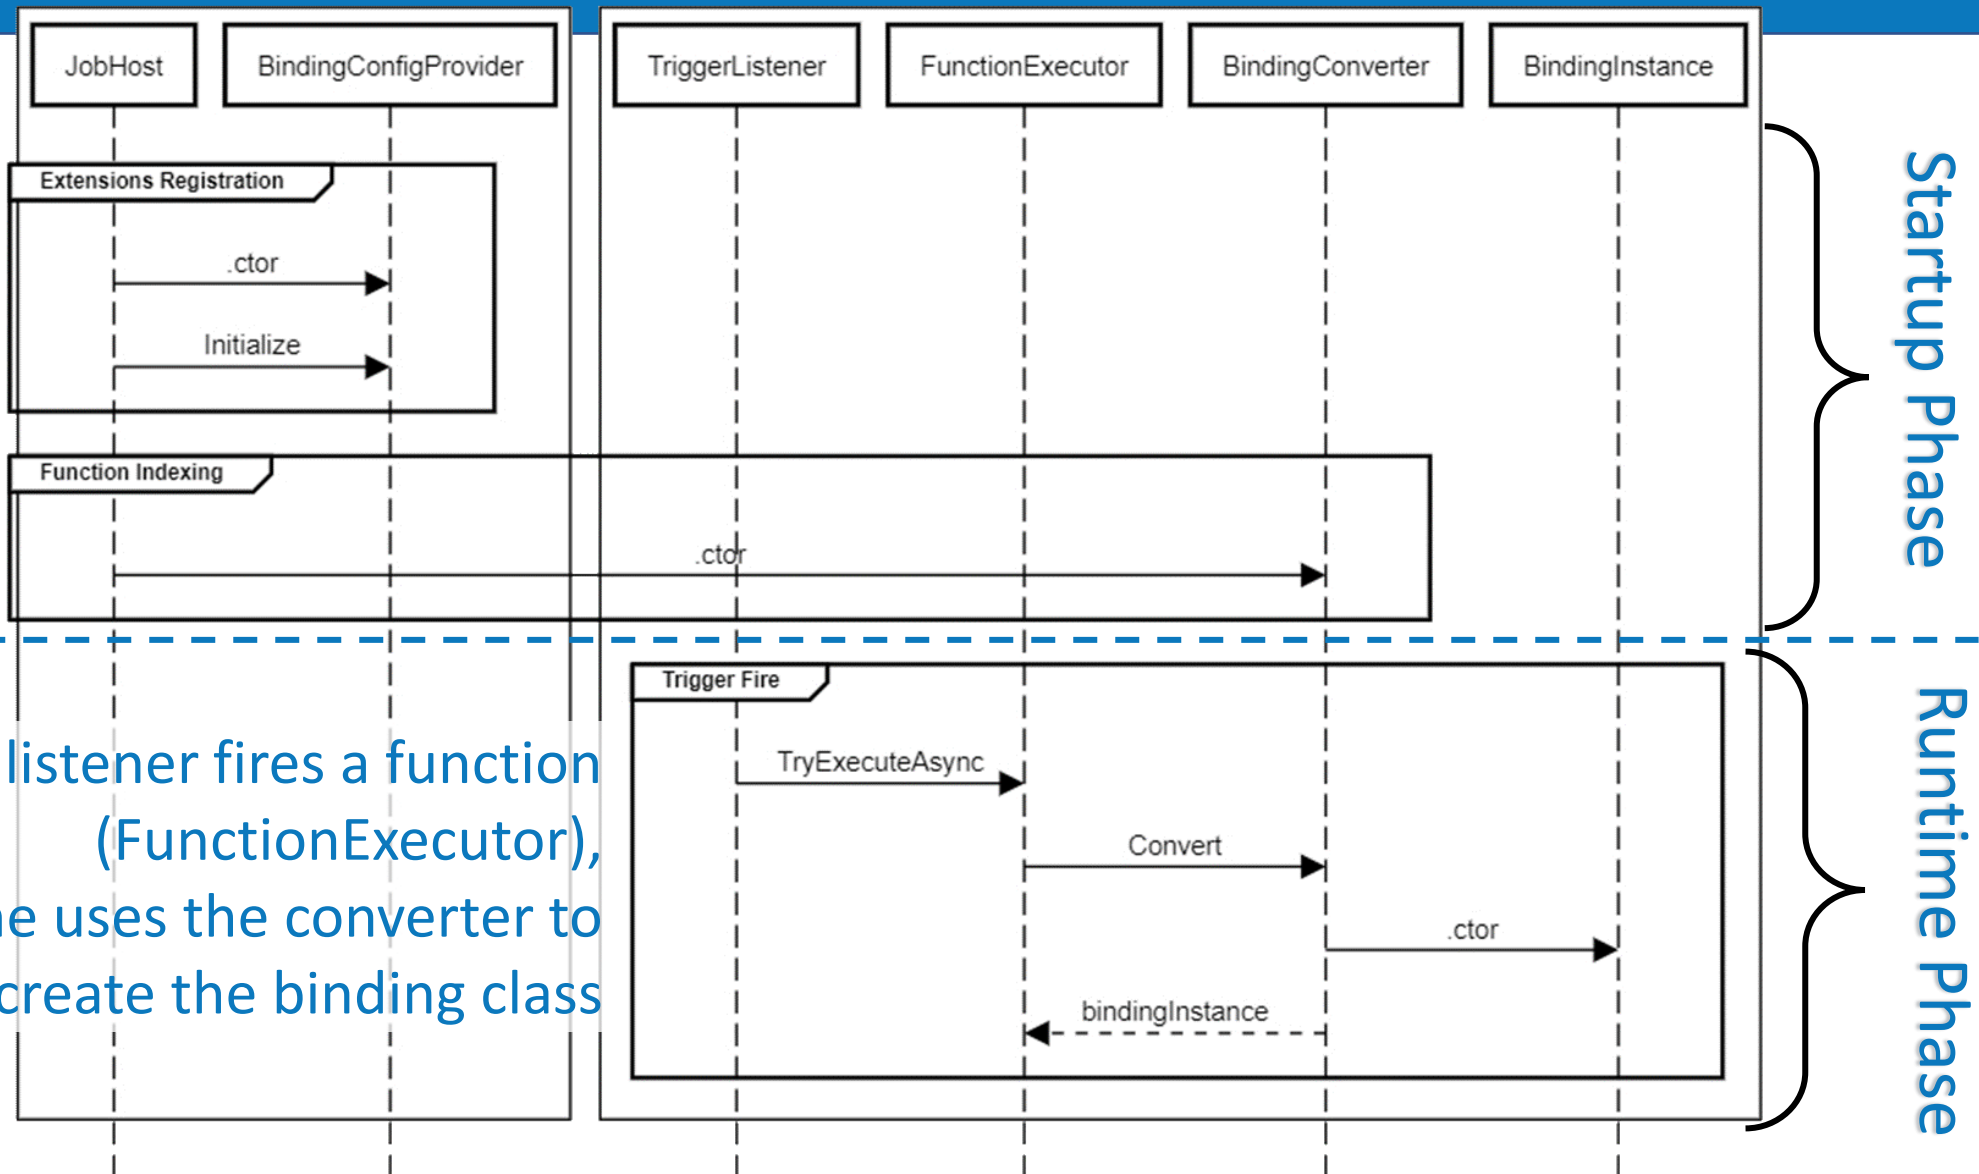 JobHost
BindingConfigProvider
TriggerListener
FunctionExecutor
BindingConverter
BindingInstance
Extensions Registration
.ctor
Initialize
Function Indexing
.ctor
Startup Phase
Trigger Fire
TryExecuteAsync
Convert
.ctor
bindingInstance
listener fires a function
(FunctionExecutor),
uses the converter to
create the binding class
Runtime Phase